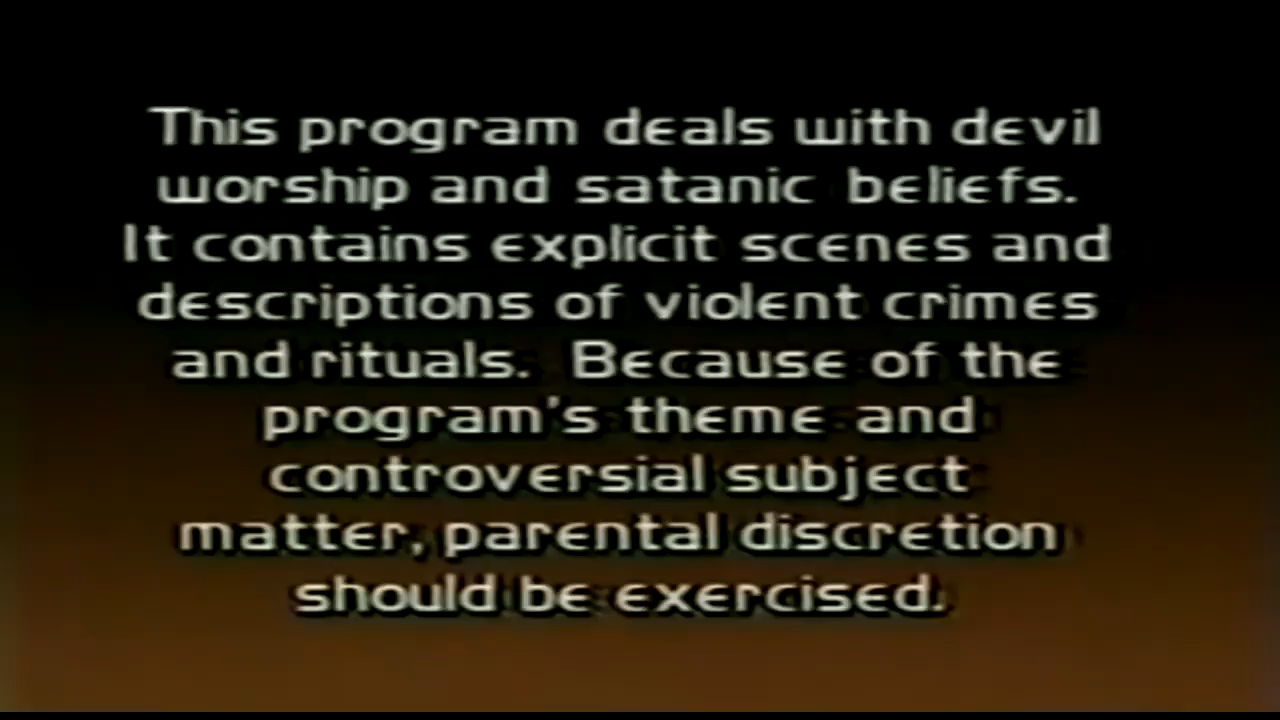 This program deals with devil
worship and satanic beliefs.
It contains explicit scenes and
descriptions of violent crimes
and rituals. Because of the
program's theme and
controversial subject
matter, parental discretion
should be exercised.